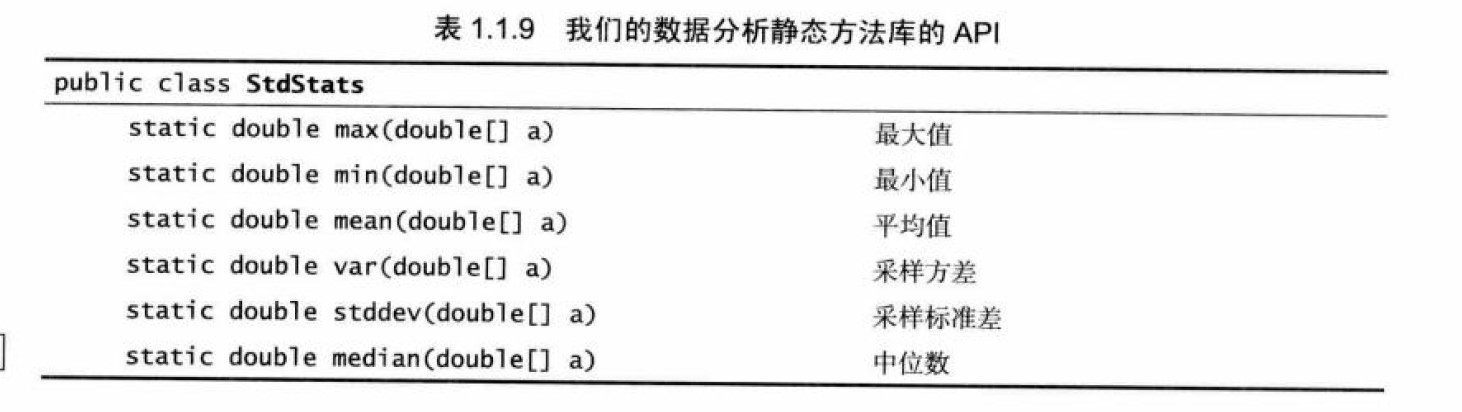 表 1.1.9 我们的数据分析静态方法库的 API
public class StdStats
static double max(double[] a) 最大值
static double min(double[] a) 最小值
static double mean(double[] a) 平均值
static double var(double[] a) 采样方差
static double stddev(double[] a) 采样标准差
static double median(double[] a) 中位数